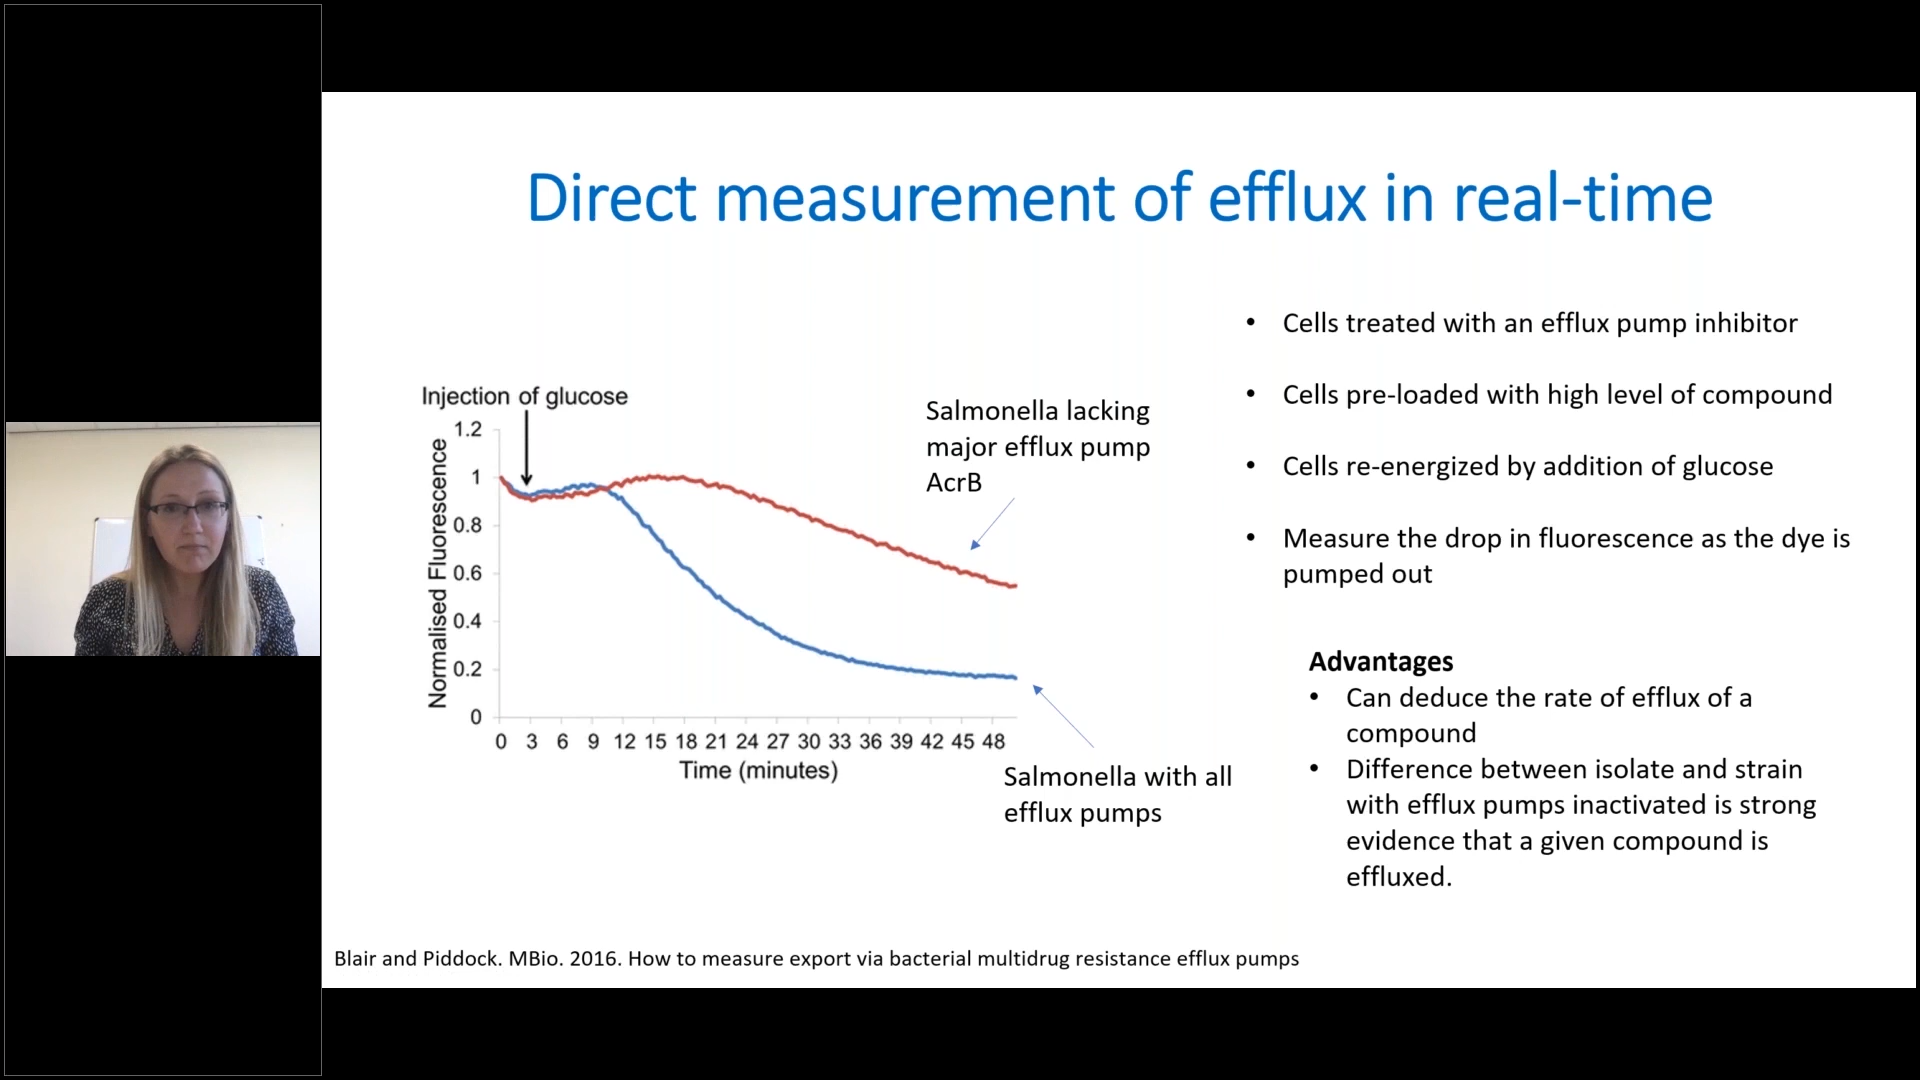 Direct measurement of efflux in real-time
Injection of glucose
1.2
1
0.8
0.6
0.4
0.2
0
Normalised Fluorescence
0 3 6 9 12 15 18 21 24 27 30 33 36 39 42 45 48
Time (minutes)
Salmonella lacking
major efflux pump
AcrB
Salmonella with all
efflux pumps
• Cells treated with an efflux pump inhibitor
• Cells pre-loaded with high level of compound
• Cells re-energized by addition of glucose
• Measure the drop in fluorescence as the dye is
pumped out
Advantages
• Can deduce the rate of efflux of a
compound
• Difference between isolate and strain
with efflux pumps inactivated is strong
evidence that a given compound is
effluxed.
Blair and Piddock. MBio. 2016. How to measure export via bacterial multidrug resistance efflux pumps